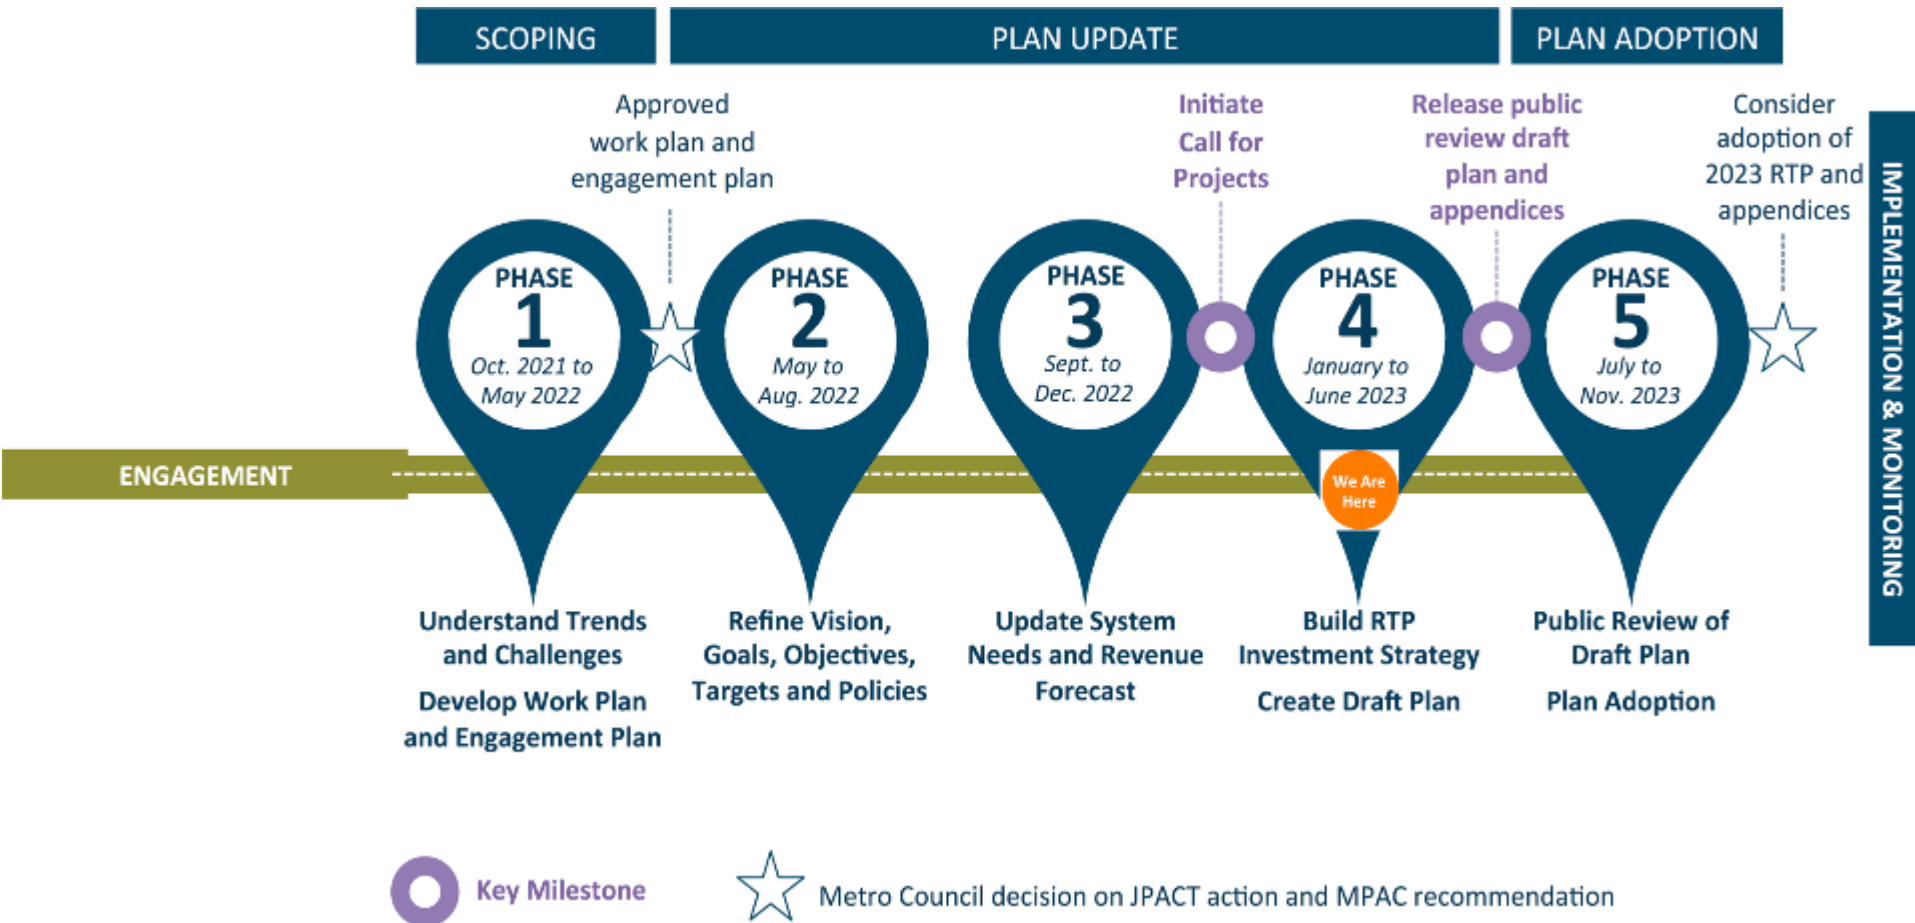 SCOPING
PLAN UPDATE
PLAN ADOPTION
Approved
work plan and
engagement plan
Initiate
Call for
Projects
Release public
review draft
plan and
appendices
Consider
adoption of
2023 RTP and
appendices
IMPLEMENTATION & MONITORING
PHASE
1
Oct. 2021 to
May 2022
PHASE
2
May to
Aug. 2022
PHASE
3
Sept. to
Dec. 2022
PHASE
4
January to
June 2023
PHASE
5
July to
Nov. 2023
ENGAGEMENT
We Are
Here
Understand Trends
and Challenges
Develop Work Plan
and Engagement Plan
Refine Vision,
Goals, Objectives,
Targets and Policies
Update System
Needs and Revenue
Forecast
Build RTP
Investment Strategy
Create Draft Plan
Public Review of
Draft Plan
Plan Adoption
Key Milestone
Metro Council decision on JPACT action and MPAC recommendation